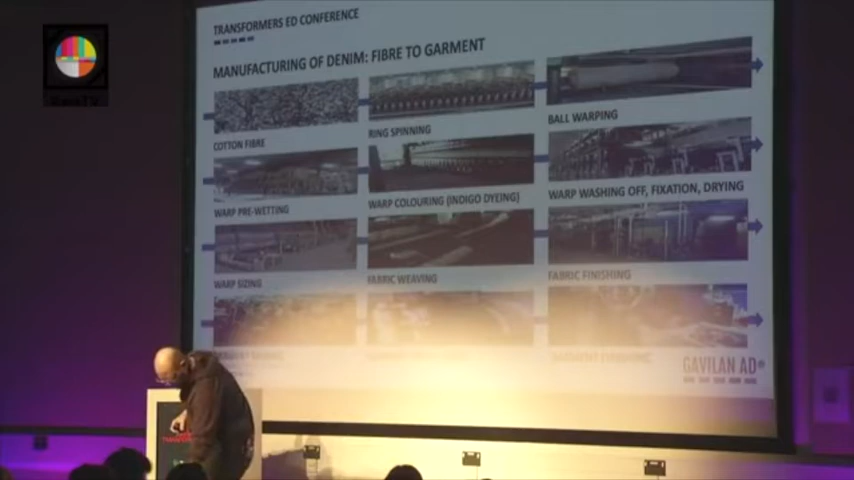 TRANSFORMERS ED CONFERENCE
MANUFACTURING OF DENIM: FIBRE TO GARMENT
COTTON FIBRE
RING SPINNING
BALL WARPING
WARP PRE-WETTING
WARP COLOURING (INDIGO DYEING)
WARP WASHING OFF, FIXATION, DRYING
WARP SIZING
FABRIC WEAVING
FABRIC FINISHING
GAVILAN AD®